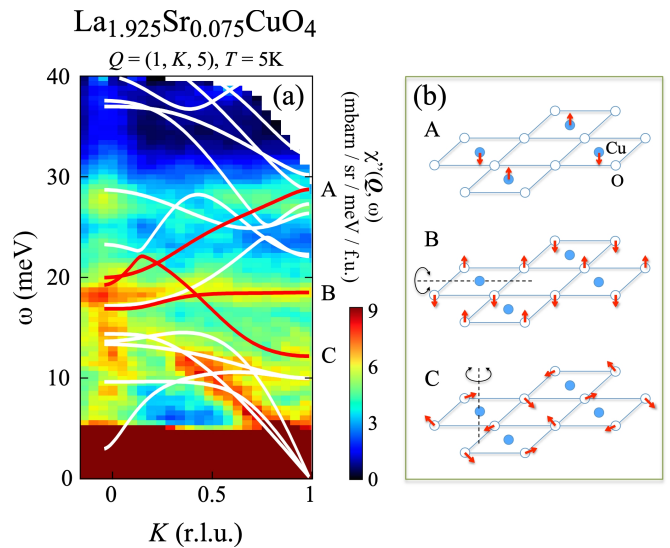 La1.925Sr0.075CuO4
Q = (1, K, 5), T = 5K
(a)
(b)
40
30
20
10
0
ω (meV)
0
0.5
1
K (r.l.u.)
A
B
C
χ''(Q, ω)
(mbarn / sr / meV / f.u.)
9
6
3
0
A
Cu
O
B
C